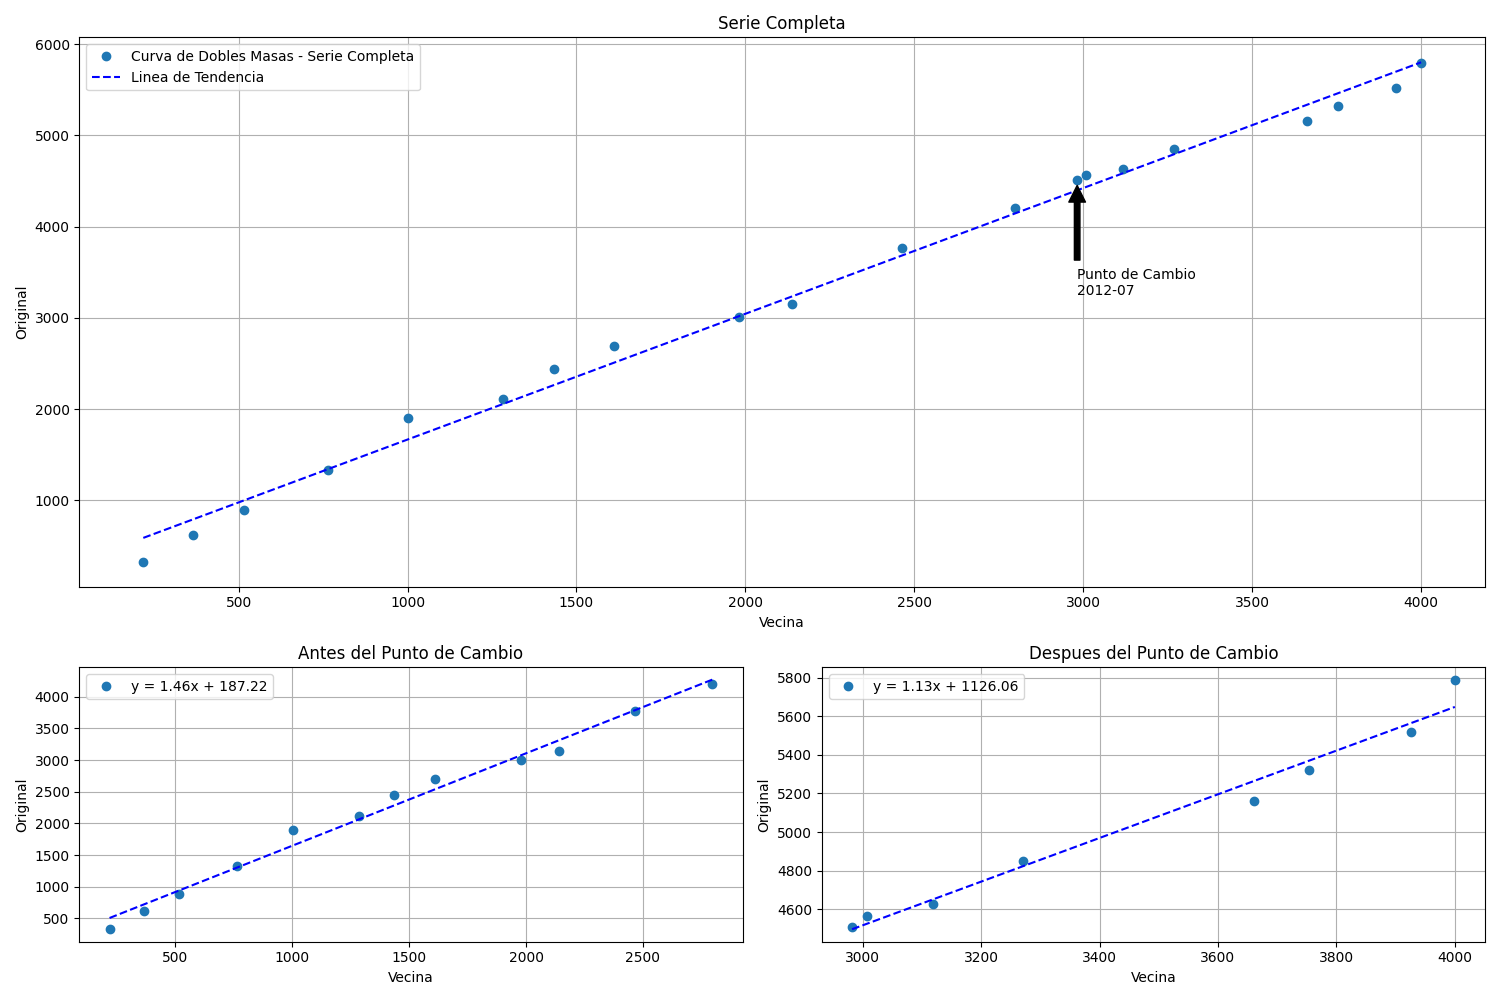 Serie Completa
Curva de Dobles Masas - Serie Completa
Linea de Tendencia
6000
5000
4000
3000
2000
1000
Original
Punto de Cambio
2012-07
500
1000
1500
2000
2500
3000
3500
4000
Vecina
Antes del Punto de Cambio
y = 1.46x + 187.22
4000
3500
3000
2500
2000
1500
1000
500
Original
500
1000
1500
2000
2500
Vecina
Despues del Punto de Cambio
y = 1.13x + 1126.06
5800
5600
5400
5200
5000
4800
4600
Original
3000
3200
3400
3600
3800
4000
Vecina